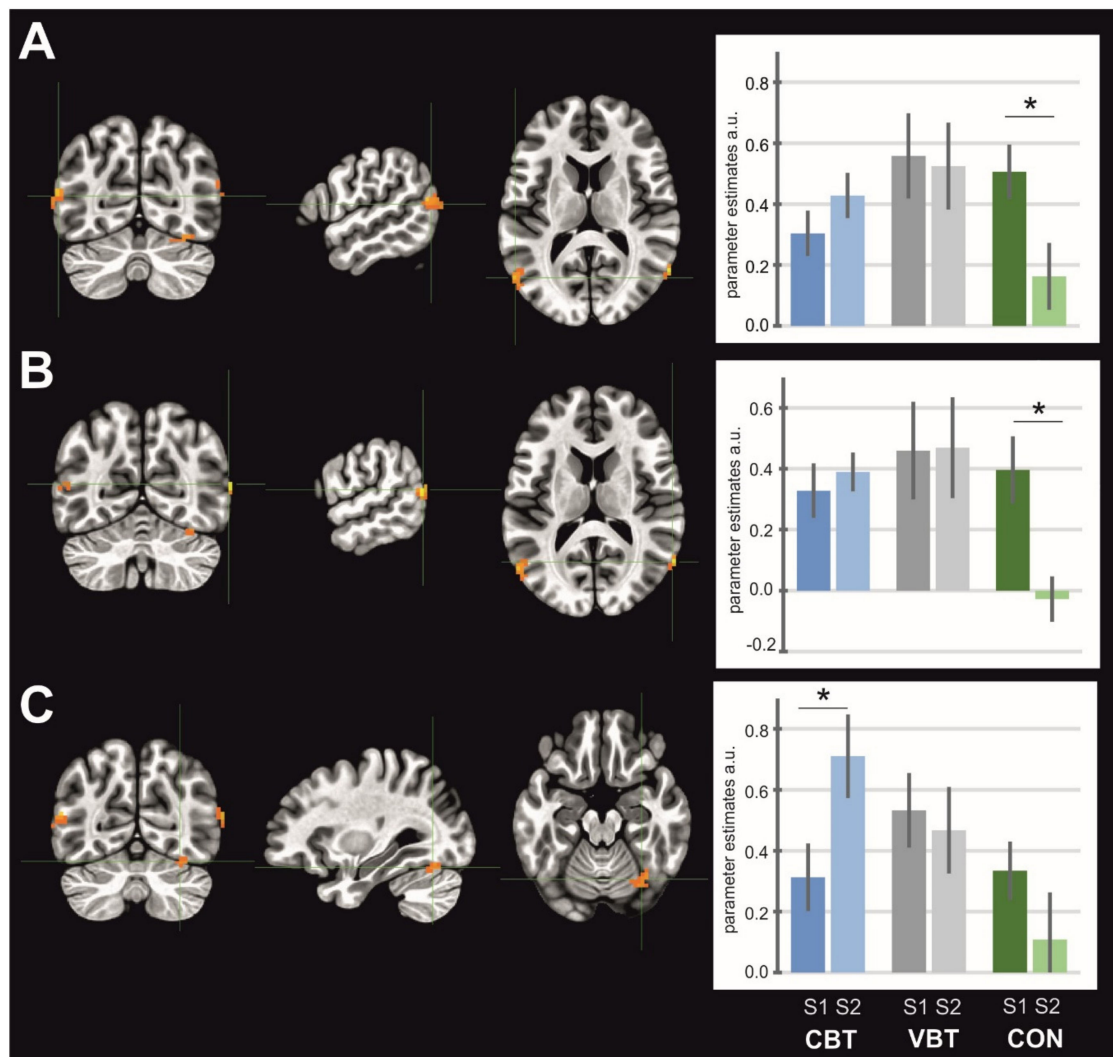 A
parameter estimates a.u.
0.8
0.6
0.4
0.2
0.0
*
B
parameter estimates a.u.
0.6
0.4
0.2
0.0
-0.2
*
C
parameter estimates a.u.
0.8
0.6
0.4
0.2
0.0
*
S1 S2 S1 S2 S1 S2
CBT VBT CON